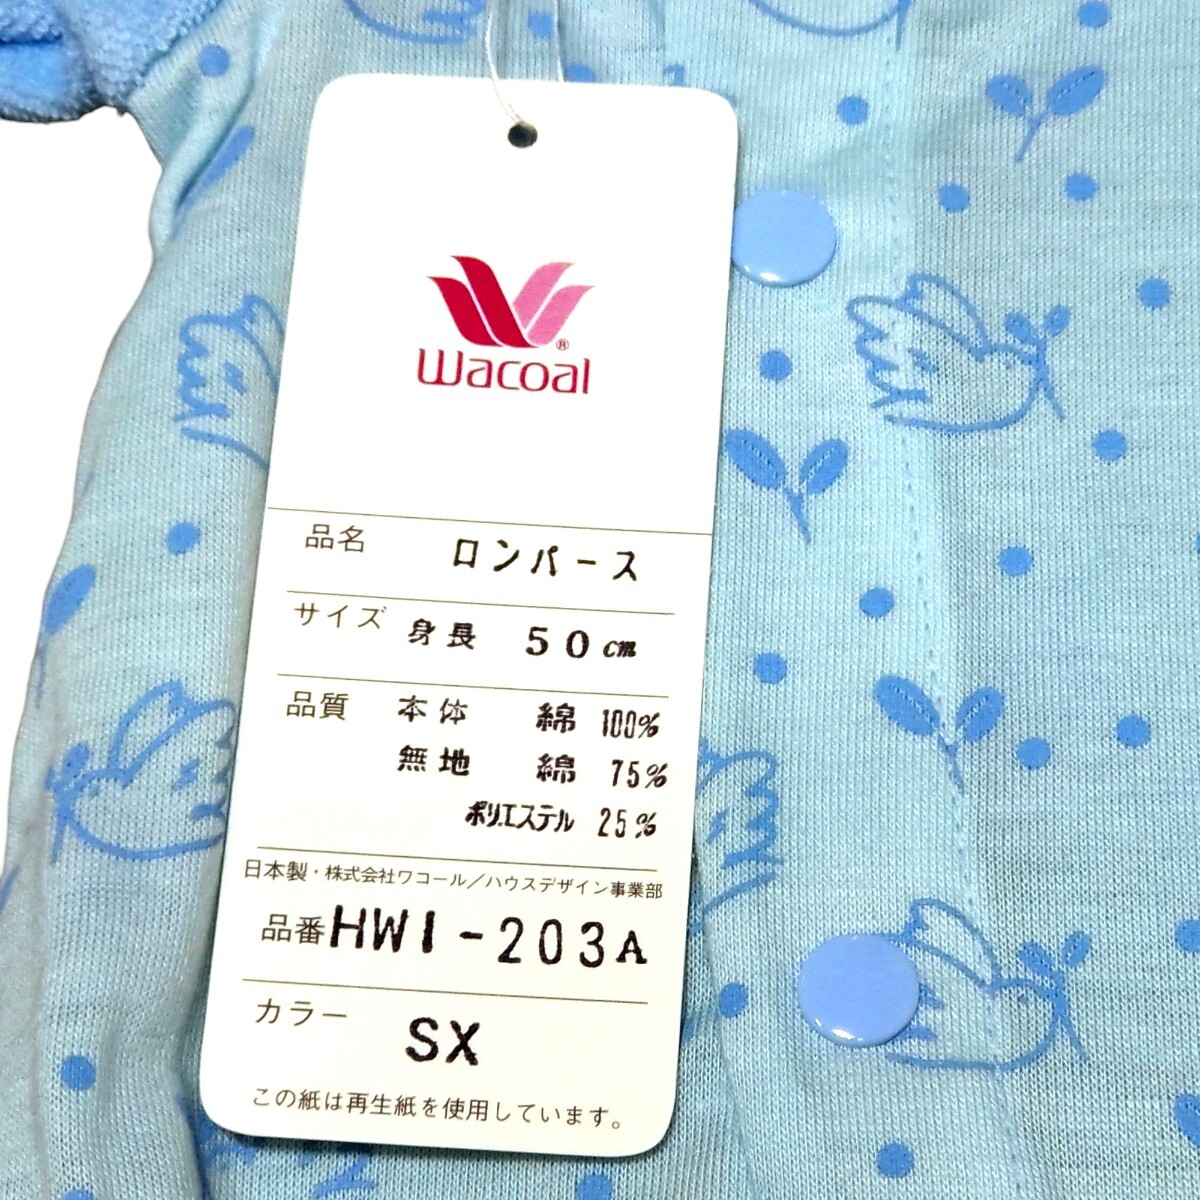 Wacoal®
品名 ロンパース
サイズ 身長 50cm
品質 本体 綿 100%
無地 綿 75%
ポリエステル 25%
日本製・株式会社ワコール／ハウスデザイン事業部
品番 HW1-203A
カラー SX
この紙は再生紙を使用しています。